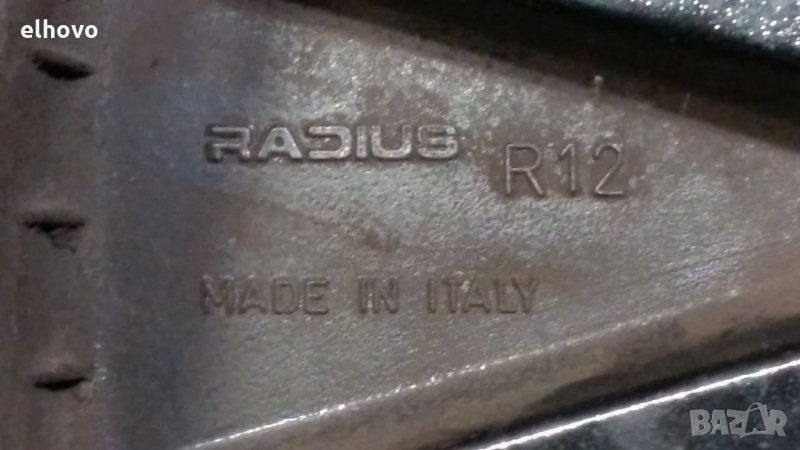 elhovo
RADIUS R12
MADE IN ITALY
BAZAR